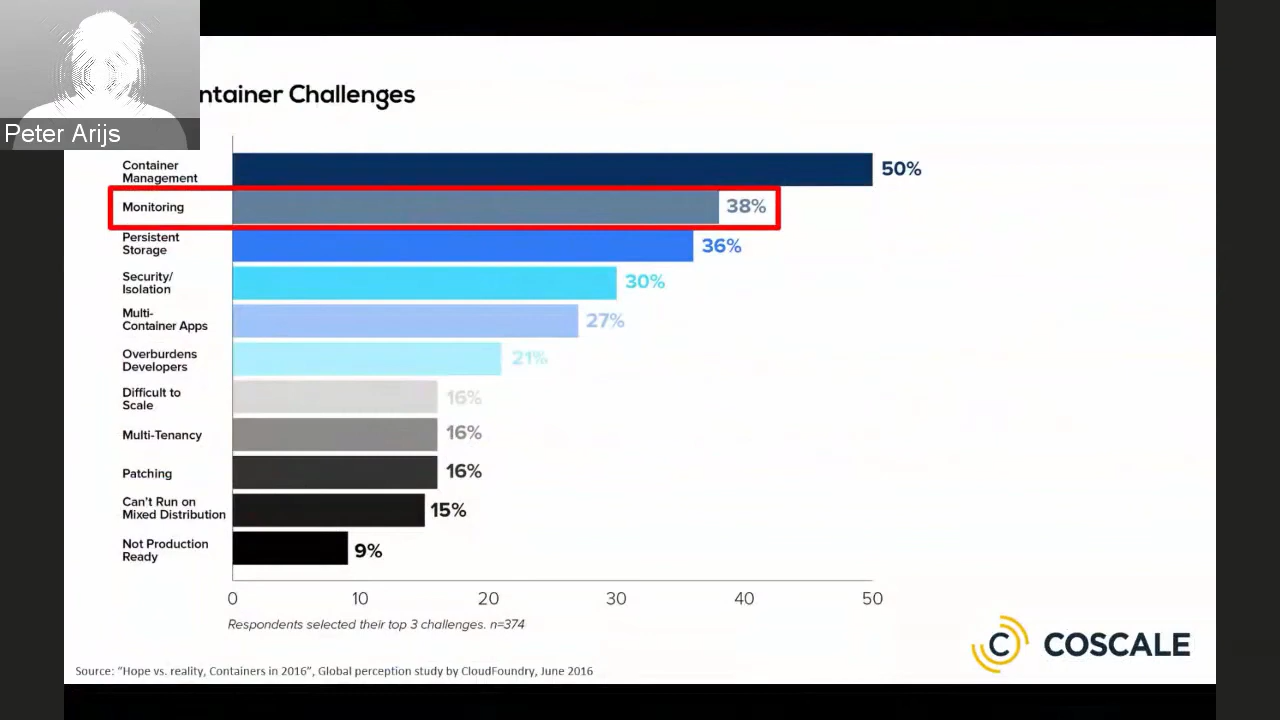 ntainer Challenges
Peter Arijs
Container
Management
50%
Monitoring
38%
Persistent
Storage
36%
Security/
Isolation
30%
Multi-
Container Apps
27%
Overburdens
Developers
21%
Difficult to
Scale
16%
Multi-Tenancy
16%
Patching
16%
Can't Run on
Mixed Distribution
15%
Not Production
Ready
9%
0 10 20 30 40 50
Respondents selected their top 3 challenges. n=374
C COSCALE
Source: "Hope vs. reality, Containers in 2016", Global perception study by CloudFoundry, June 2016